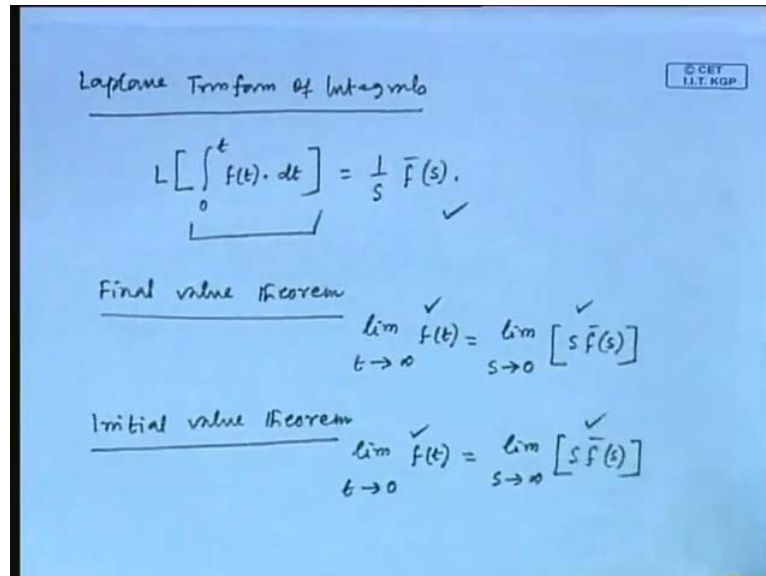 Laplace Transform of Integrals
© CET
I.I.T. KGP
L[∫₀ᵗ f(t). dt] = 1/s f̄(s).
Final value theorem
lim t→∞ f(t) = lim s→0 [s f̄(s)]
Initial value theorem
lim t→0 f(t) = lim s→∞ [s f̄(s)]